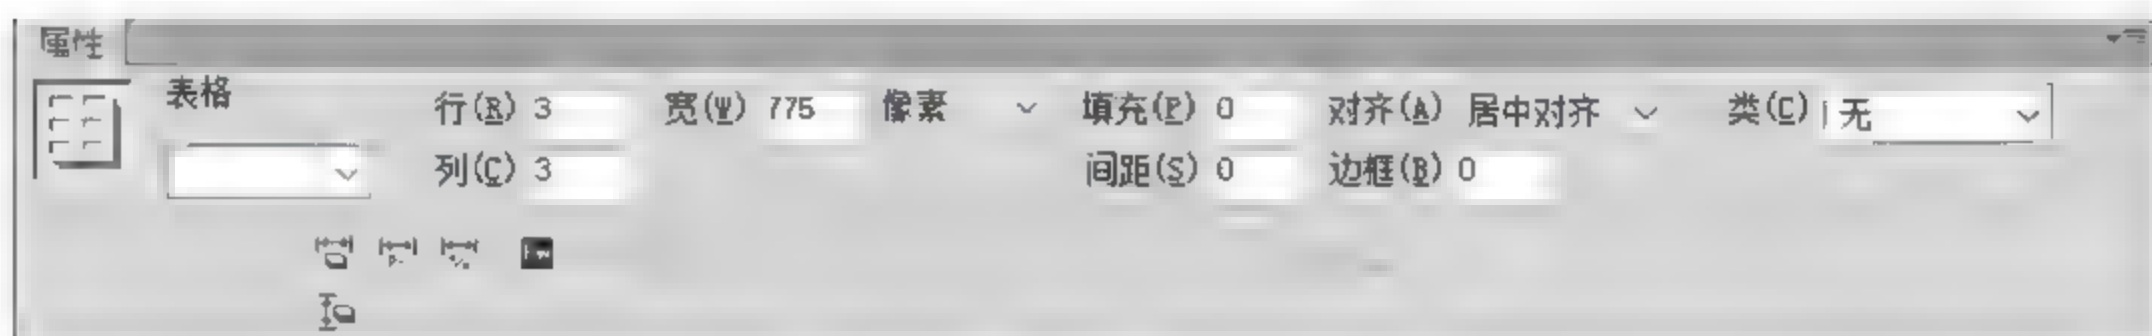 属性
表格 行(R) 3 宽(W) 775 像素 填充(P) 0 对齐(A) 居中对齐 类(C) 无
列(C) 3 间距(S) 0 边框(B) 0